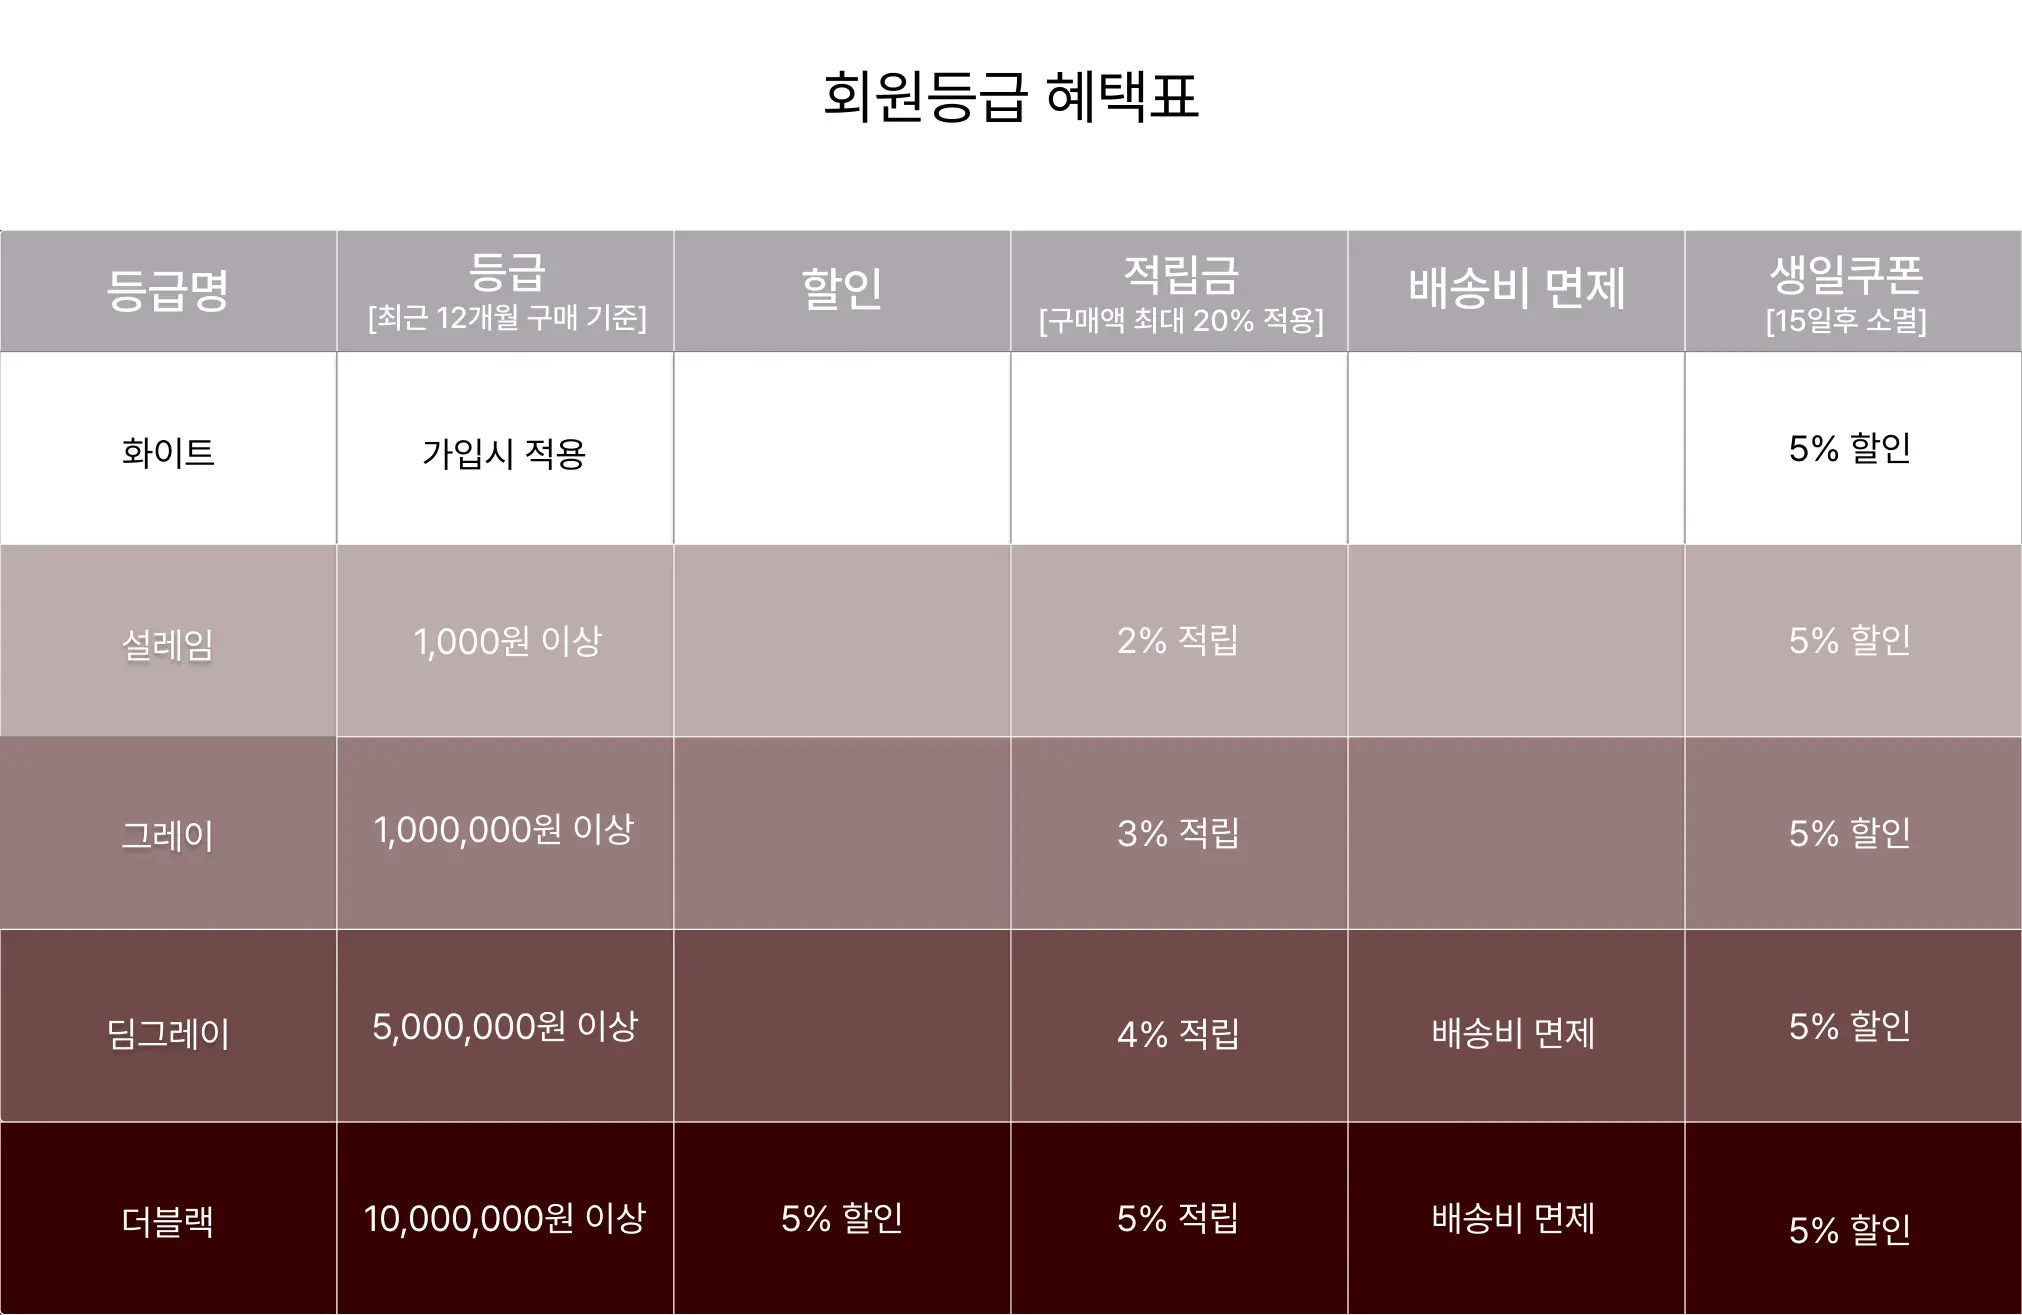 회원등급 혜택표
등급명
등급
[최근 12개월 구매 기준]
할인
적립금
[구매액 최대 20% 적용]
배송비 면제
생일쿠폰
[15일후 소멸]
화이트
가입시 적용
5% 할인
설레임
1,000원 이상
2% 적립
5% 할인
그레이
1,000,000원 이상
3% 적립
5% 할인
딤그레이
5,000,000원 이상
4% 적립
배송비 면제
5% 할인
더블랙
10,000,000원 이상
5% 할인
5% 적립
배송비 면제
5% 할인